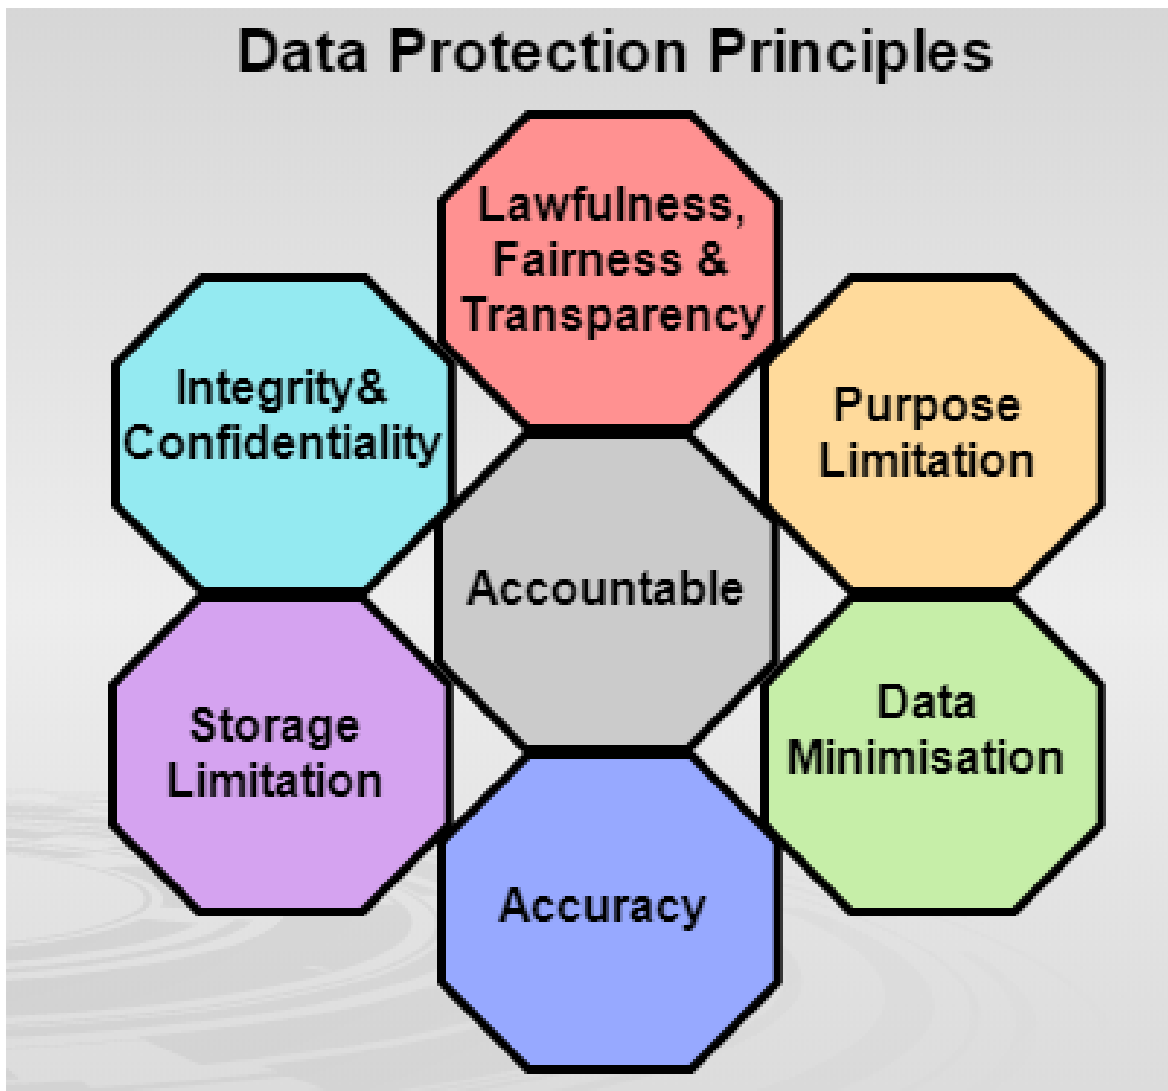 Data Protection Principles
Lawfulness,
Fairness &
Transparency
Integrity&
Confidentiality
Purpose
Limitation
Accountable
Storage
Limitation
Data
Minimisation
Accuracy